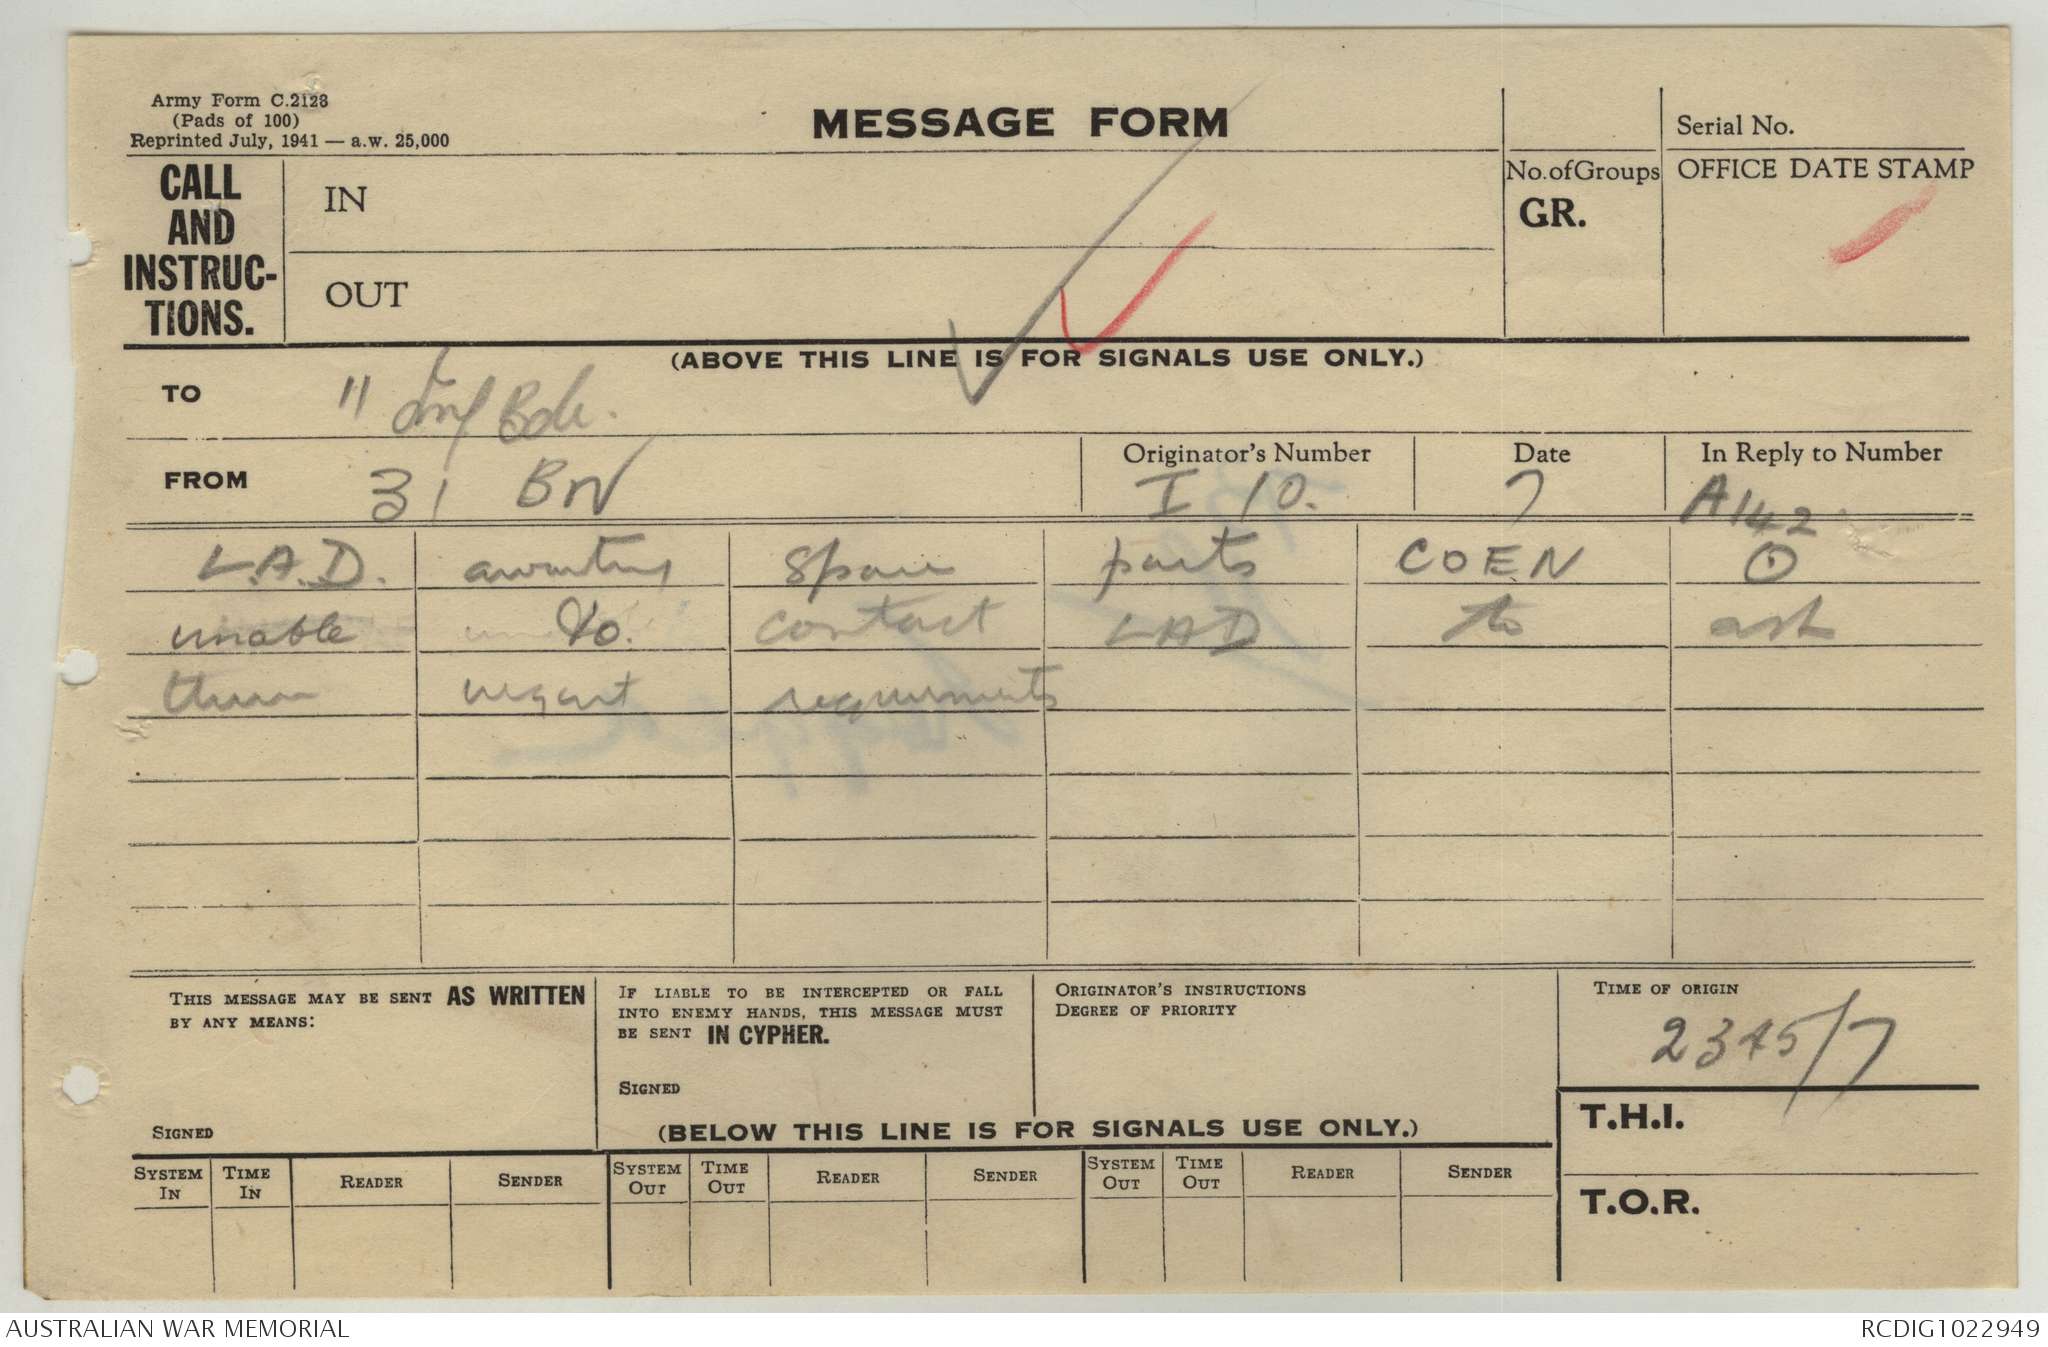 Army Form C.2128
(Pads of 100)
Reprinted July, 1941 — a.w. 25,000
MESSAGE FORM
Serial No.
CALL AND INSTRUC-TIONS.
IN
OUT
No. of Groups
GR.
OFFICE DATE STAMP
(ABOVE THIS LINE IS FOR SIGNALS USE ONLY.)
TO 11 Inf Bde.
FROM 31 BN
Originator's Number I 10.
Date 7
In Reply to Number A142
L.A.D. awaiting spare parts COEN O
unable to. contact LAD to ask
them urgent requirements
THIS MESSAGE MAY BE SENT AS WRITTEN
BY ANY MEANS:
SIGNED
IF LIABLE TO BE INTERCEPTED OR FALL
INTO ENEMY HANDS, THIS MESSAGE MUST
BE SENT IN CYPHER.
SIGNED
ORIGINATOR'S INSTRUCTIONS
DEGREE OF PRIORITY
TIME OF ORIGIN
2345/7
(BELOW THIS LINE IS FOR SIGNALS USE ONLY.)
T.H.I.
T.O.R.
SYSTEM IN TIME IN READER SENDER SYSTEM OUT TIME OUT READER SENDER SYSTEM OUT TIME OUT READER SENDER
AUSTRALIAN WAR MEMORIAL
RCDIG1022949